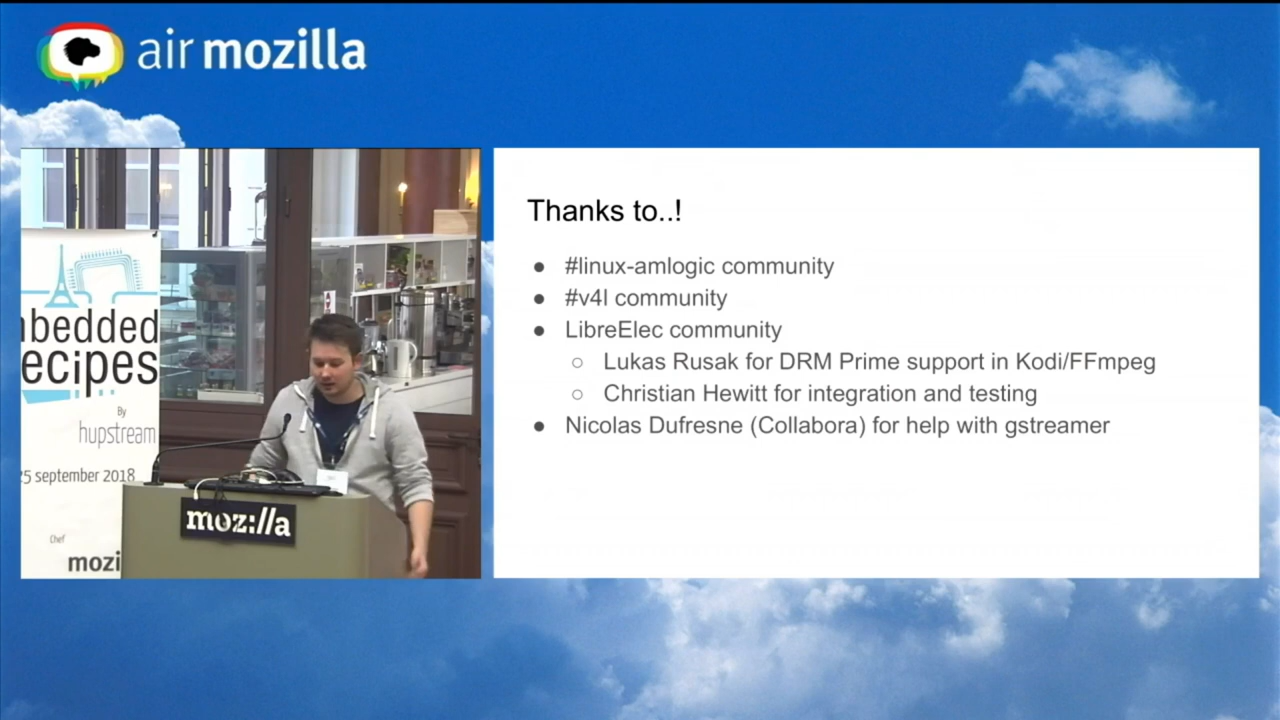 air mozilla
mbedded
ecipes
By
hupstream
25 september 2018
Chef
mozi
moz://a
Thanks to..!
● #linux-amlogic community
● #v4l community
● LibreElec community
○ Lukas Rusak for DRM Prime support in Kodi/FFmpeg
○ Christian Hewitt for integration and testing
● Nicolas Dufresne (Collabora) for help with gstreamer